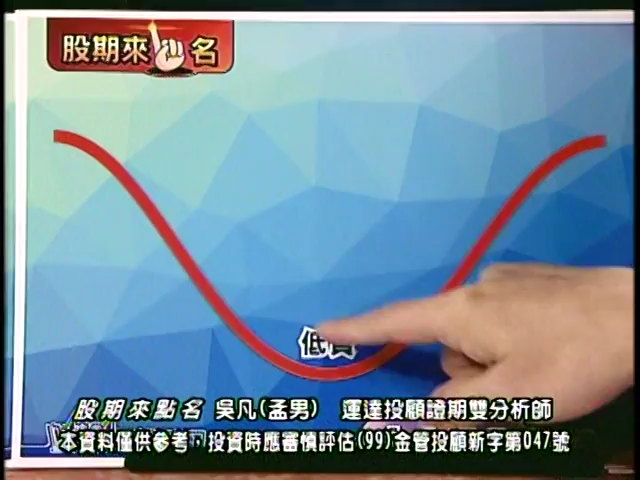 股期來 名
低
股期來點名 吳凡(孟男) 運達投顧證期雙分析師
本資料僅供參考，投資時應審慎評估(99)金管投顧新字第047號